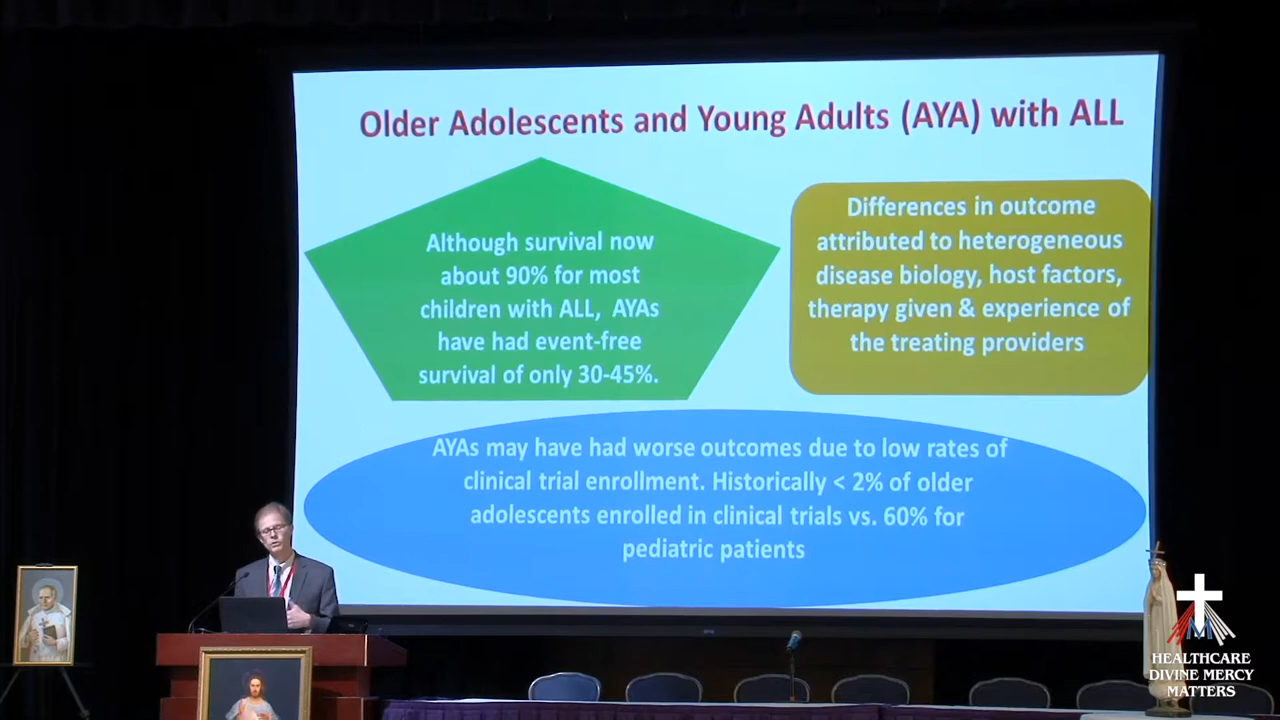 Older Adolescents and Young Adults (AYA) with ALL
Although survival now
about 90% for most
children with ALL, AYAs
have had event-free
survival of only 30-45%.
Differences in outcome
attributed to heterogeneous
disease biology, host factors,
therapy given & experience of
the treating providers
AYAs may have had worse outcomes due to low rates of
clinical trial enrollment. Historically < 2% of older
adolescents enrolled in clinical trials vs. 60% for
pediatric patients
HEALTHCARE
DIVINE MERCY
MATTERS